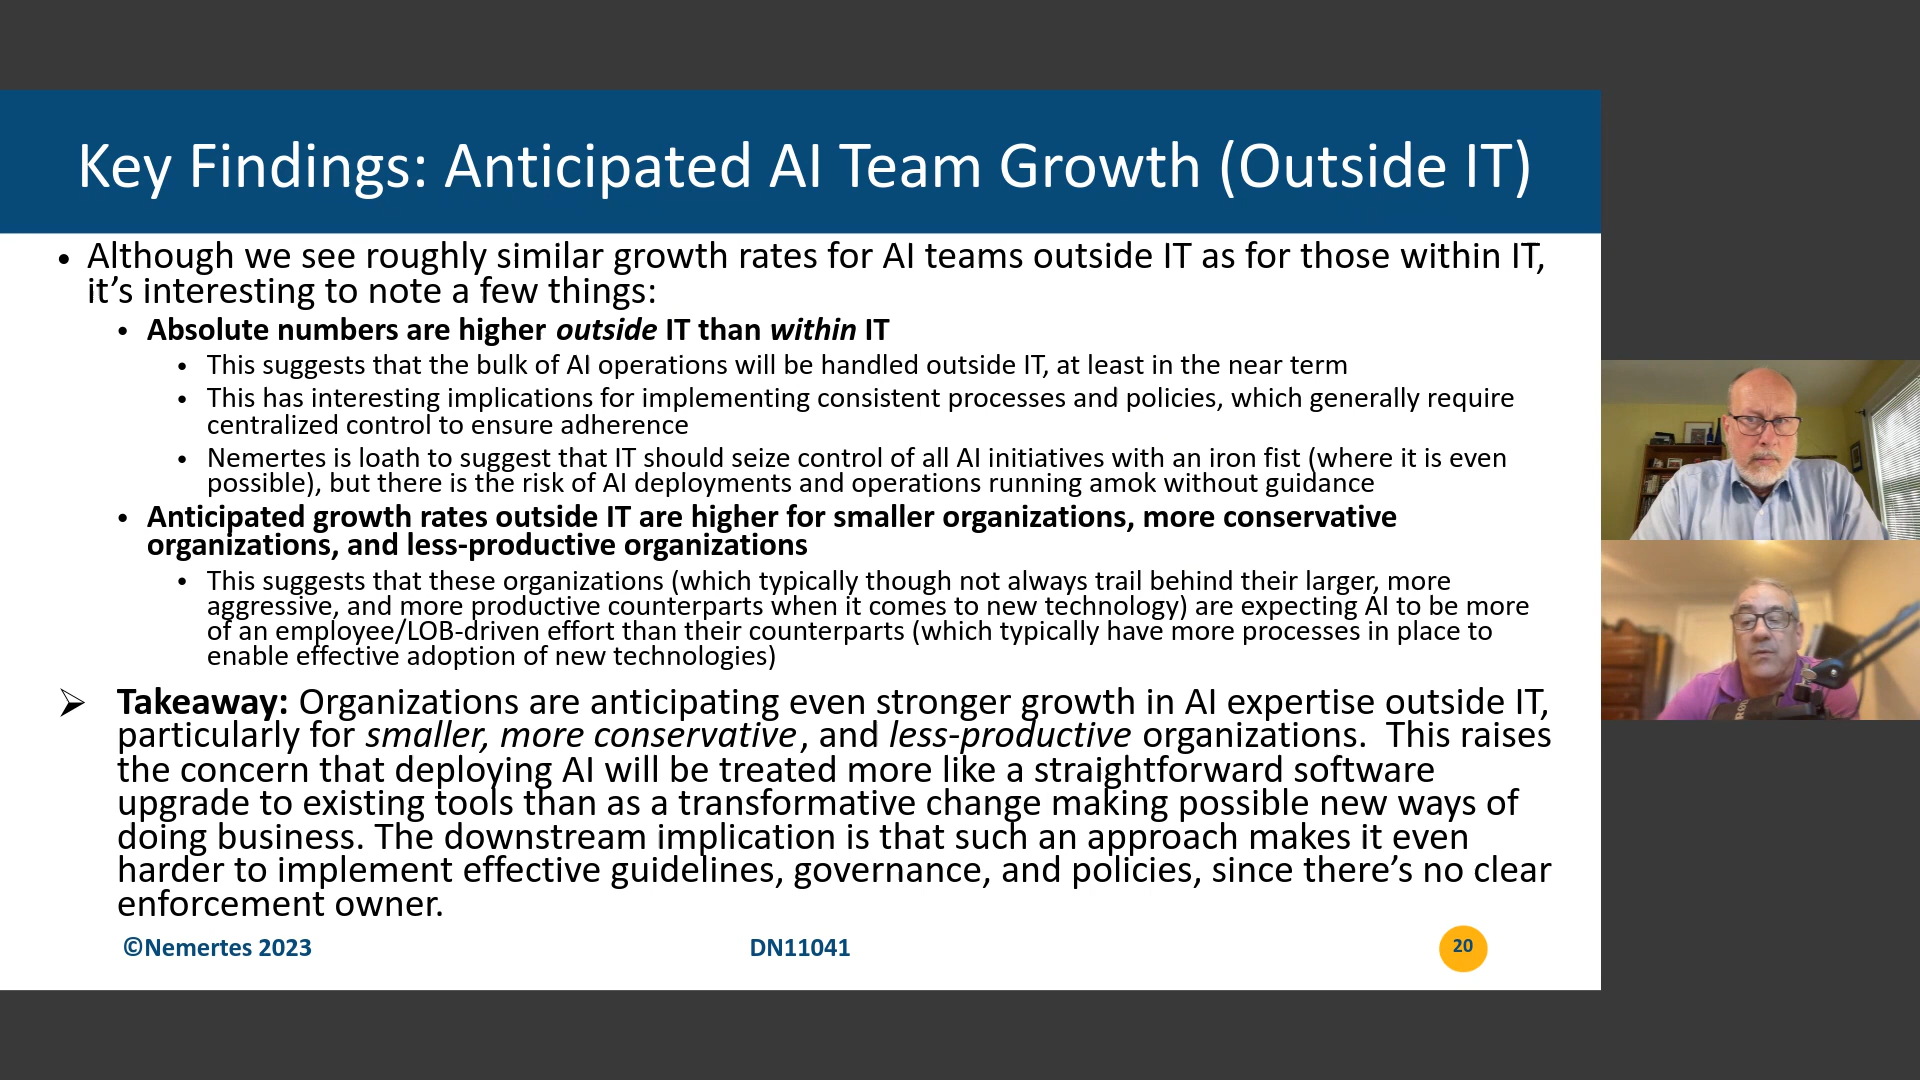 Key Findings: Anticipated AI Team Growth (Outside IT)
• Although we see roughly similar growth rates for AI teams outside IT as for those within IT,
it’s interesting to note a few things:
• Absolute numbers are higher outside IT than within IT
• This suggests that the bulk of AI operations will be handled outside IT, at least in the near term
• This has interesting implications for implementing consistent processes and policies, which generally require
centralized control to ensure adherence
• Nemertes is loath to suggest that IT should seize control of all AI initiatives with an iron fist (where it is even
possible), but there is the risk of AI deployments and operations running amok without guidance
• Anticipated growth rates outside IT are higher for smaller organizations, more conservative
organizations, and less-productive organizations
• This suggests that these organizations (which typically though not always trail behind their larger, more
aggressive, and more productive counterparts when it comes to new technology) are expecting AI to be more
of an employee/LOB-driven effort than their counterparts (which typically have more processes in place to
enable effective adoption of new technologies)
➢ Takeaway: Organizations are anticipating even stronger growth in AI expertise outside IT,
particularly for smaller, more conservative, and less-productive organizations.  This raises
the concern that deploying AI will be treated more like a straightforward software
upgrade to existing tools than as a transformative change making possible new ways of
doing business. The downstream implication is that such an approach makes it even
harder to implement effective guidelines, governance, and policies, since there’s no clear
enforcement owner.
©Nemertes 2023
DN11041
20